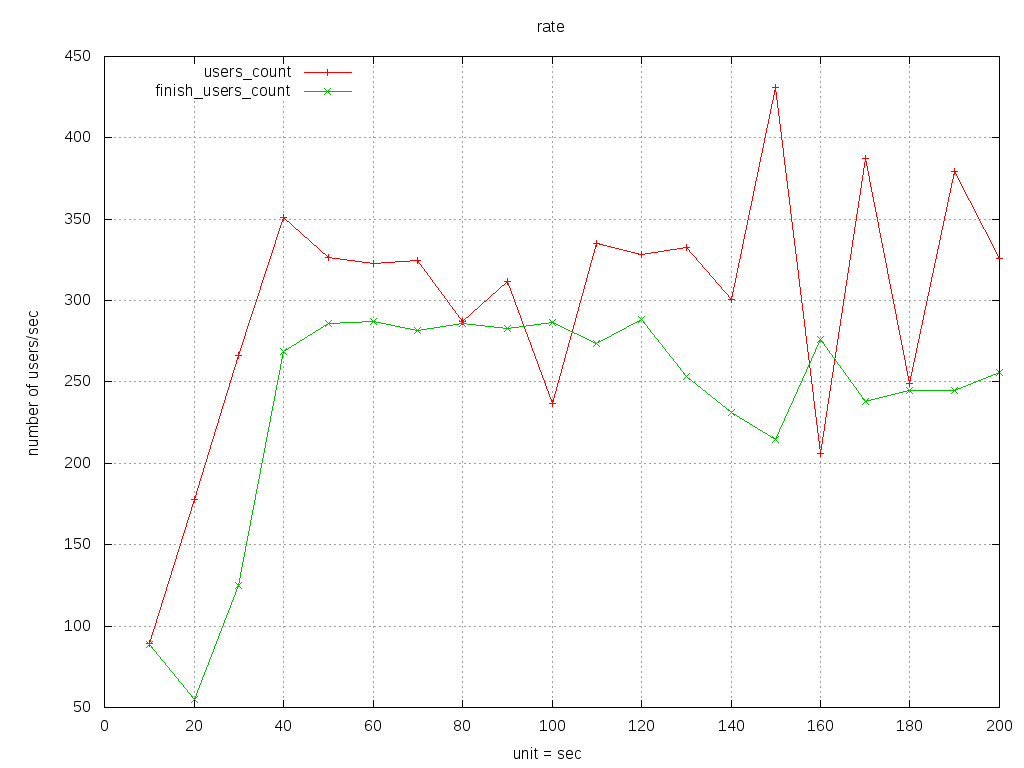 rate
users_count
finish_users_count
450
400
350
300
250
200
150
100
50
number of users/sec
0 20 40 60 80 100 120 140 160 180 200
unit = sec